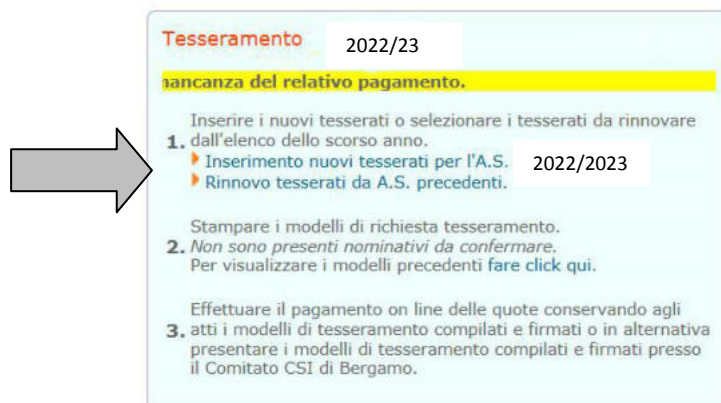 Tesseramento 2022/23
mancanza del relativo pagamento.
Inserire i nuovi tesserati o selezionare i tesserati da rinnovare
1. dall'elenco dello scorso anno.
Inserimento nuovi tesserati per l'A.S. 2022/2023
Rinnovo tesserati da A.S. precedenti.
Stampare i modelli di richiesta tesseramento.
2. Non sono presenti nominativi da confermare.
Per visualizzare i modelli precedenti fare click qui.
Effettuare il pagamento on line delle quote conservando agli
3. atti i modelli di tesseramento compilati e firmati o in alternativa
presentare i modelli di tesseramento compilati e firmati presso
il Comitato CSI di Bergamo.